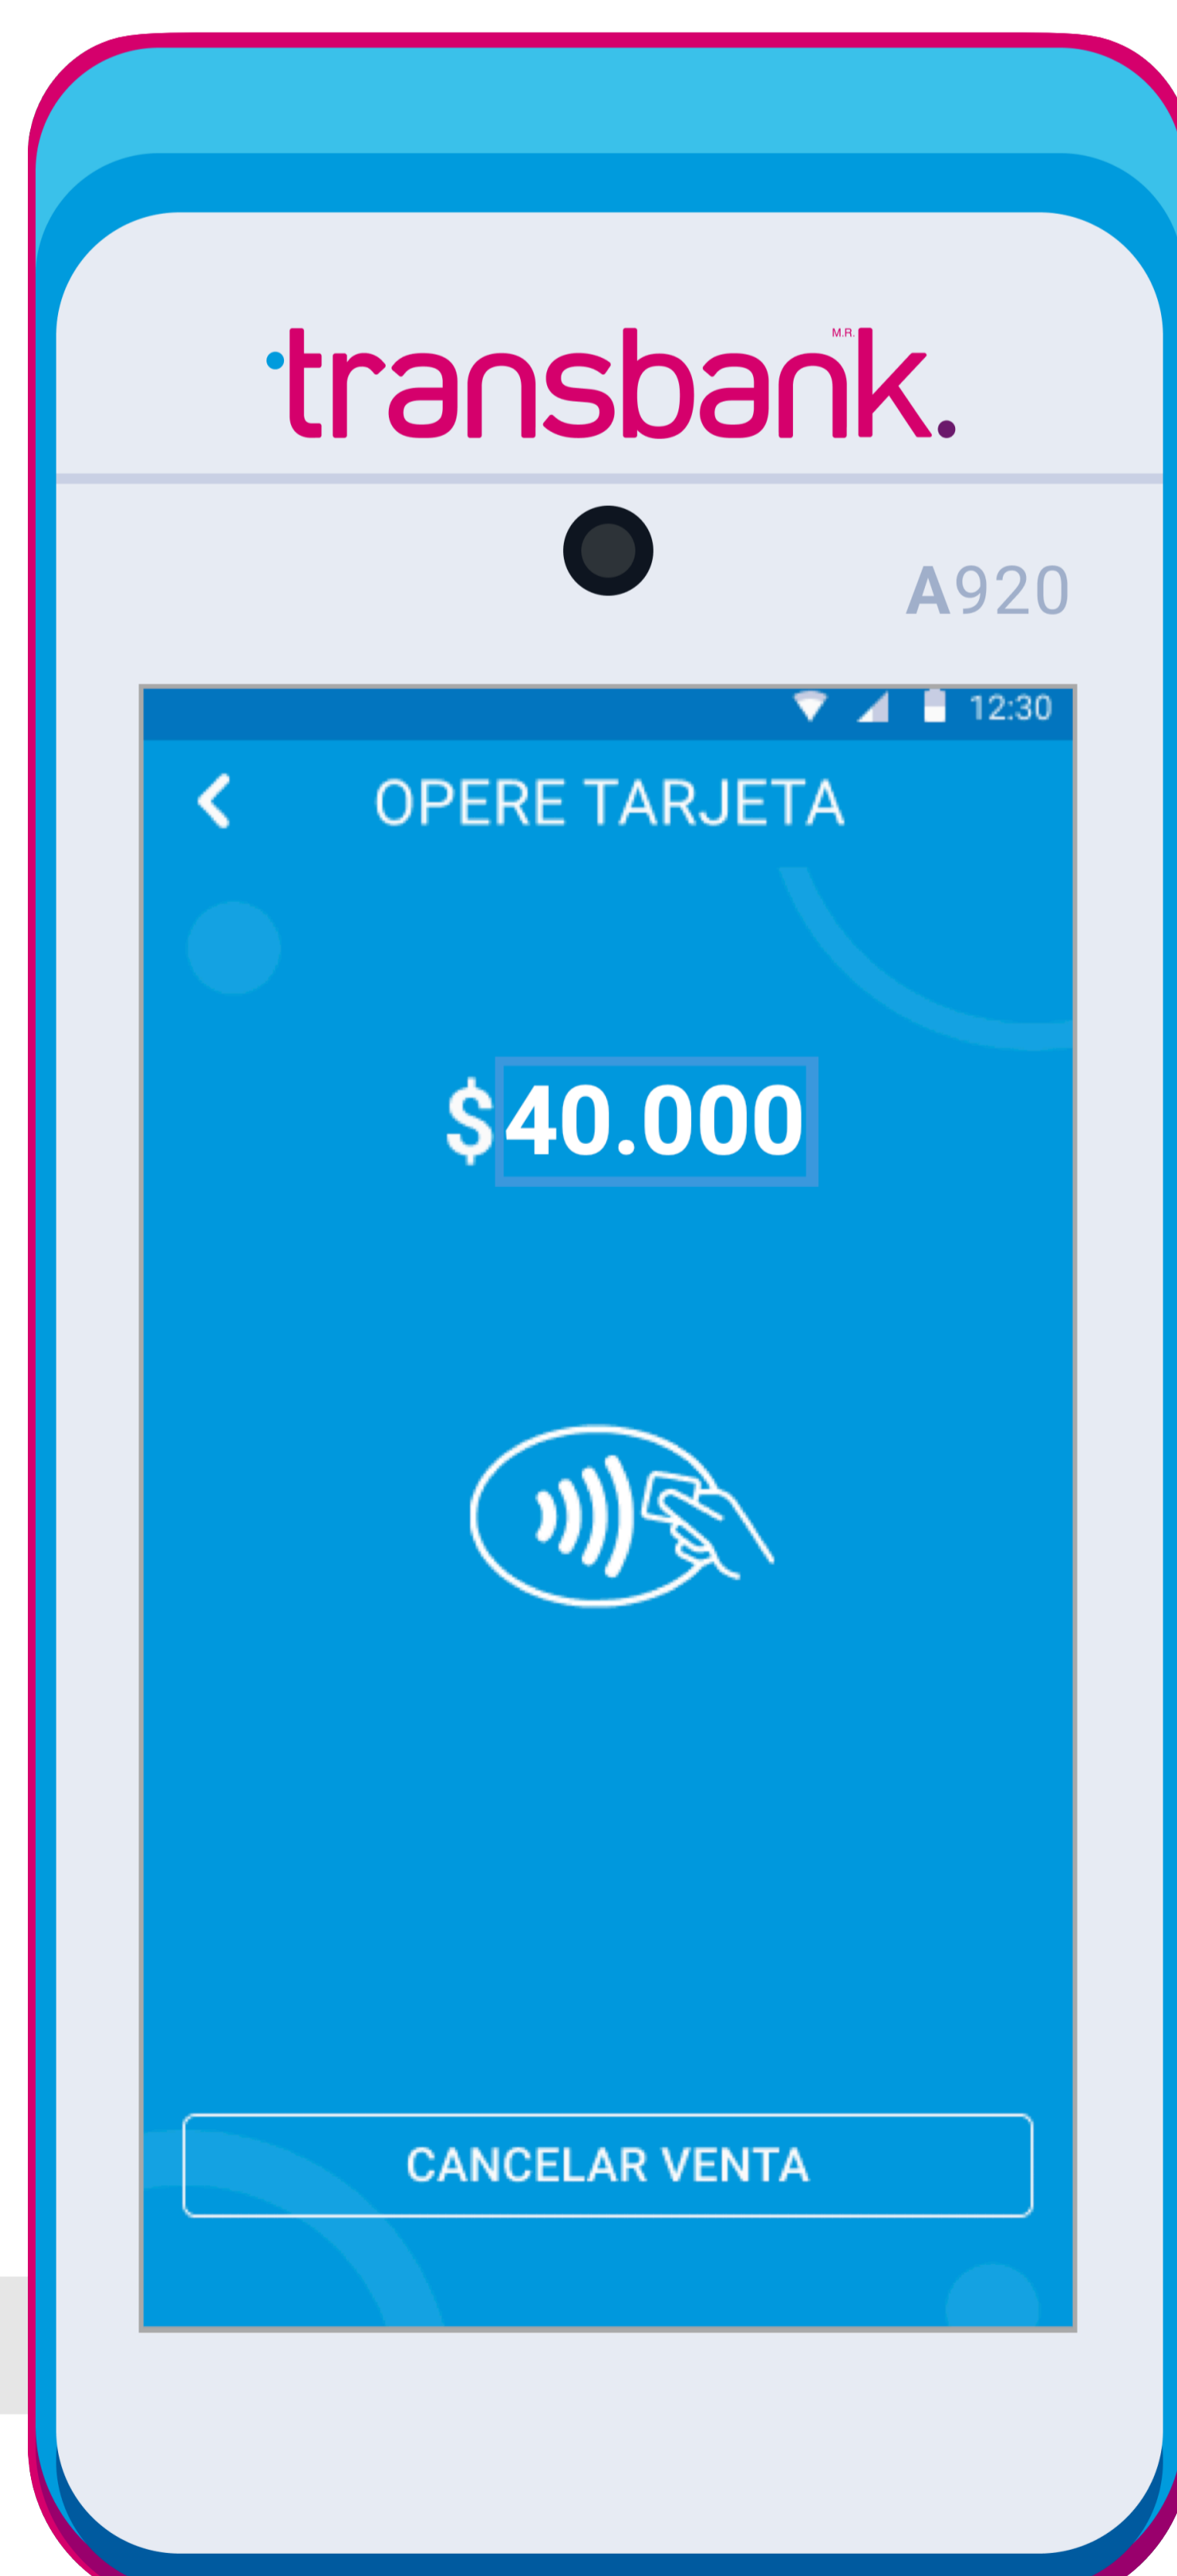 transbank.
M.R.
A920
12:30
OPERE TARJETA
$40.000
CANCELAR VENTA